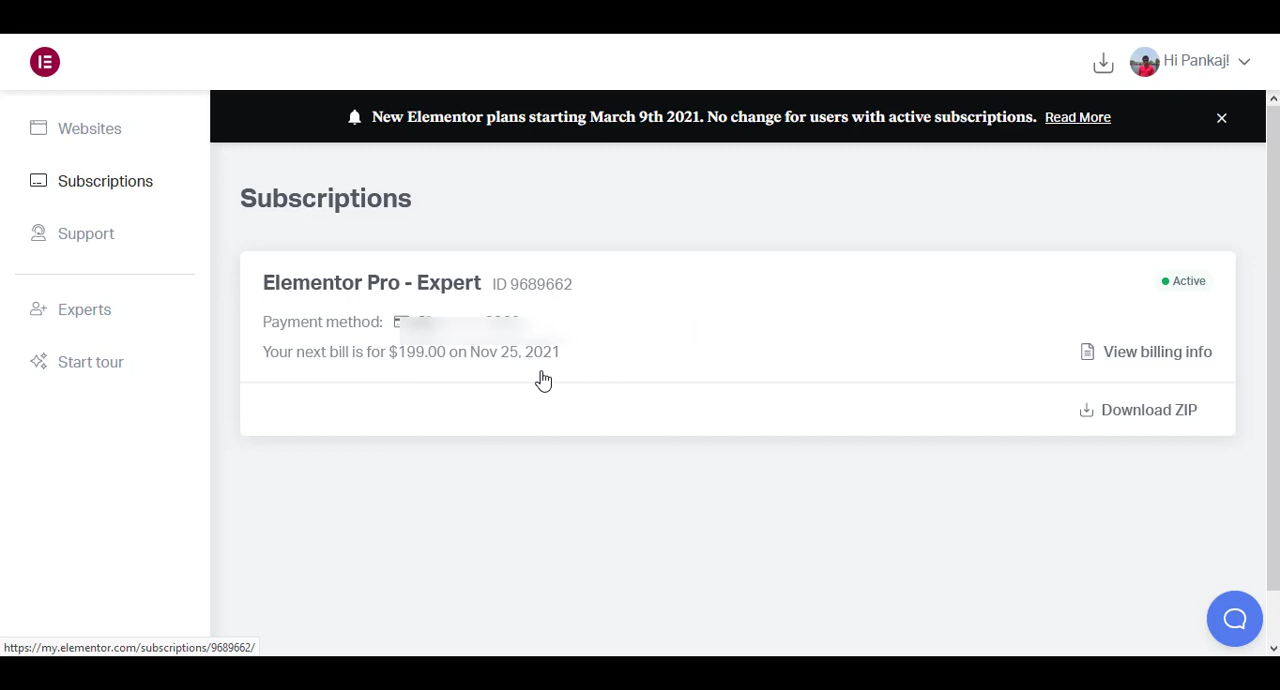 Hi Pankaj!
Websites
New Elementor plans starting March 9th 2021. No change for users with active subscriptions. Read More
Subscriptions
Support
Experts
Start tour
Subscriptions
Elementor Pro - Expert ID 9689662
Active
Payment method:
Your next bill is for $199.00 on Nov 25, 2021
View billing info
Download ZIP
https://my.elementor.com/subscriptions/9689662/